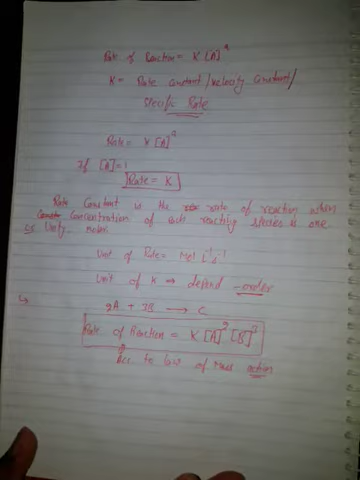 Rate of Reaction = K [A]^a
K = Rate constant/velocity constant/
Specific Rate
Rate = K [A]^a
If [A]=1
Rate = K
Rate Constant is the rate of reaction when
concentration of each reacting species is one
or Unity.
Unit of Rate = Mol L⁻¹ s⁻¹
Unit of K ⇒ depend order
2A + 3B → C
Rate of Reaction = K [A]² [B]³
Acc. to law of mass action